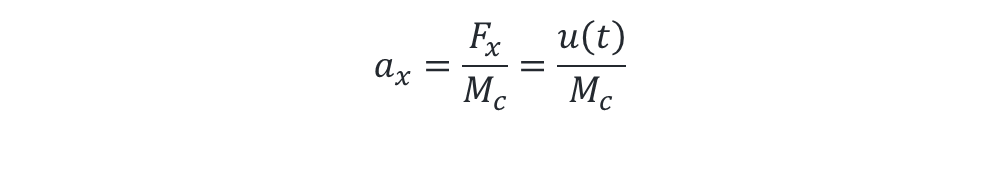 a_x = F_x / M_c = u(t) / M_c